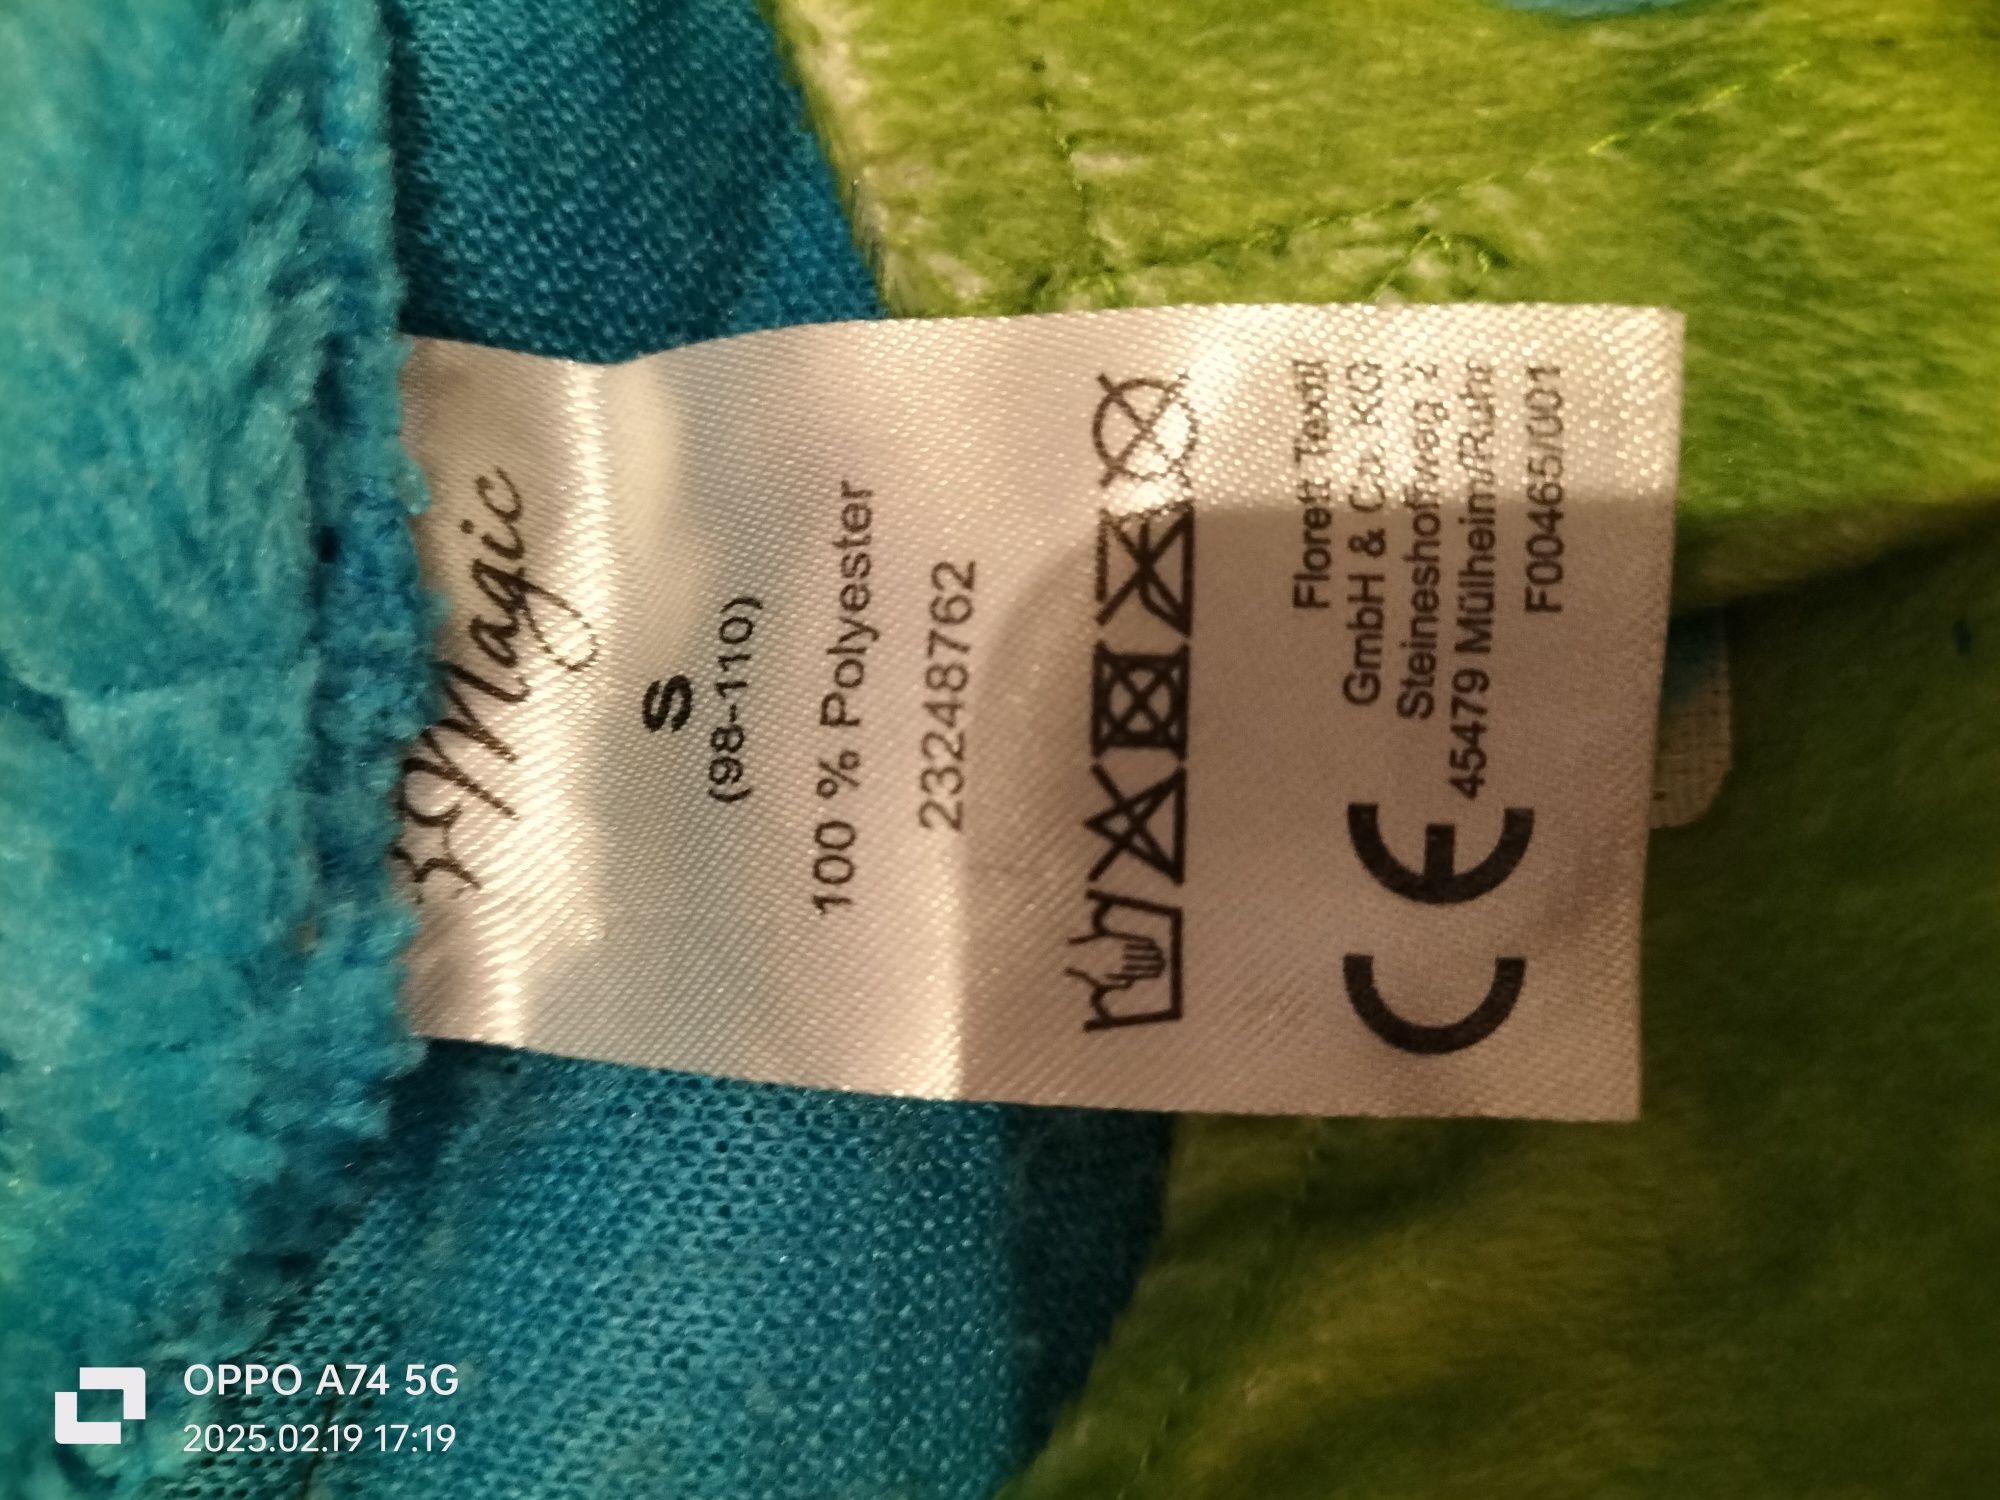 Magic
S
(98-110)
100 % Polyester
23248762
CE
Florett Textil
GmbH & Co. KG
Steineshoffweg 2
45479 Mülheim/Ruhr
F00465/001
OPPO A74 5G
2025.02.19 17:19